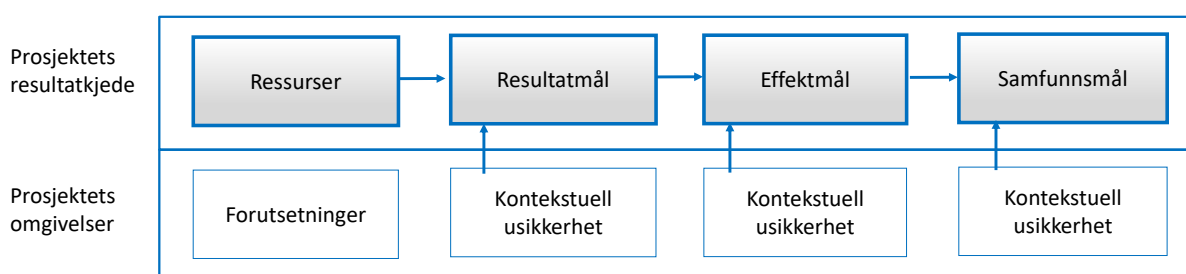 Prosjektets
resultatkjede
Ressurser
Resultatmål
Effektmål
Samfunnsmål
Prosjektets
omgivelser
Forutsetninger
Kontekstuell
usikkerhet
Kontekstuell
usikkerhet
Kontekstuell
usikkerhet